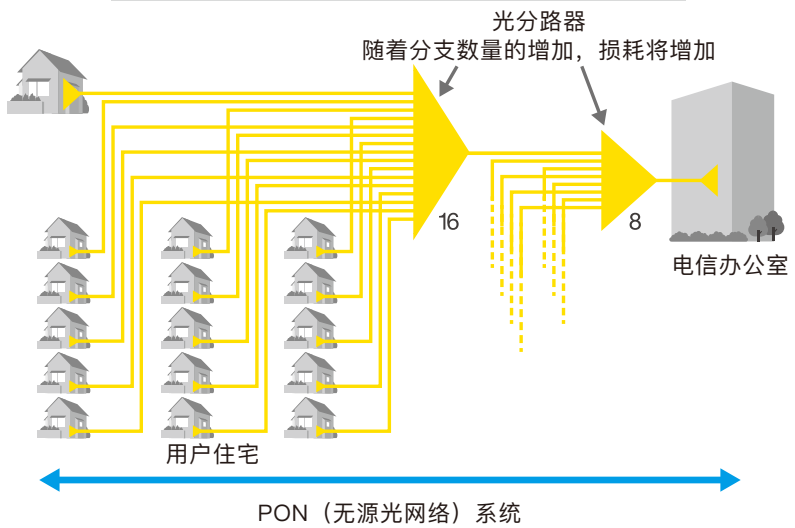 光分路器
随着分支数量的增加，损耗将增加
16
8
电信办公室
用户住宅
PON（无源光网络）系统